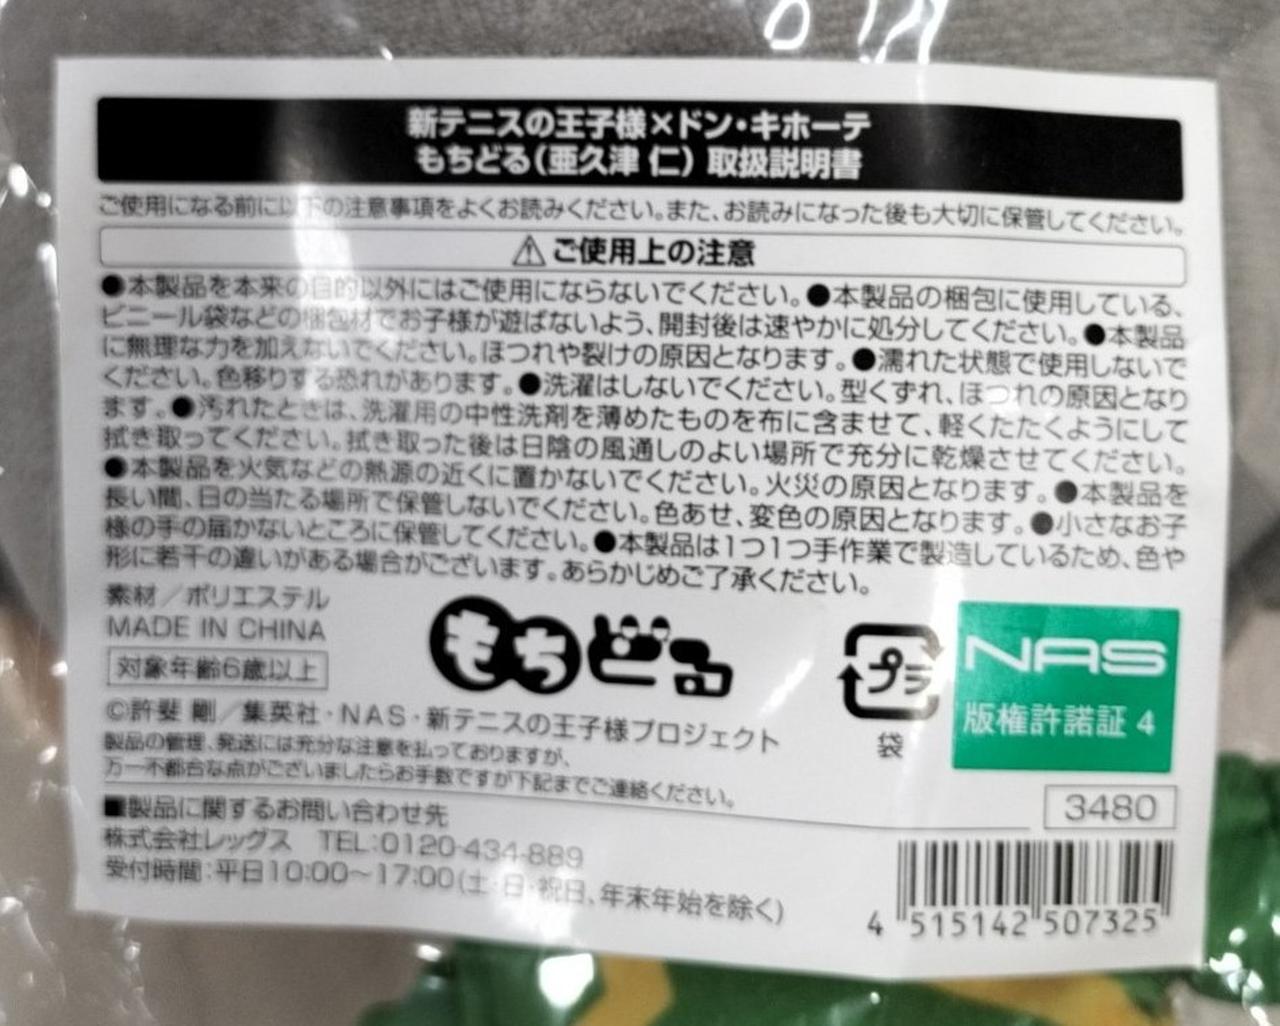 新テニスの王子様×ドン・キホーテ
もちどる(亜久津 仁) 取扱説明書
ご使用になる前に以下の注意事項をよくお読みください。また、お読みになった後も大切に保管してください。
⚠ご使用上の注意
●本製品を本来の目的以外にはご使用にならないでください。●本製品の梱包に使用している、
ビニール袋などの梱包材でお子様が遊ばないよう、開封後は速やかに処分してください。●本製品
に無理な力を加えないでください。ほつれや裂けの原因となります。●濡れた状態で使用しないで
ください。色移りする恐れがあります。●洗濯はしないでください。型くずれ、ほつれの原因となり
ます。●汚れたときは、洗濯用の中性洗剤を薄めたものを布に含ませて、軽くたたくようにして
拭き取ってください。拭き取った後は日陰の風通しのよい場所で充分に乾燥させてください。
●本製品を火気などの熱源の近くに置かないでください。火災の原因となります。●本製品を
長い間、日の当たる場所で保管しないでください。色あせ、変色の原因となります。●小さなお子
様の手の届かないところに保管してください。●本製品は1つ1つ手作業で製造しているため、色や
形に若干の違いがある場合がございます。あらかじめご了承ください。
素材/ポリエステル
MADE IN CHINA
対象年齢6歳以上
もちどる
プラ
袋
NAS
版権許諾証 4
©許斐 剛/集英社・NAS・新テニスの王子様プロジェクト
製品の管理、発送には充分な注意を払っておりますが、
万一不都合な点がございましたらお手数ですが下記までご連絡ください。
3480
■製品に関するお問い合わせ先
株式会社レッグス TEL:0120-434-889
受付時間:平日10:00～17:00(土・日・祝日、年末年始を除く)
4 515142 507325